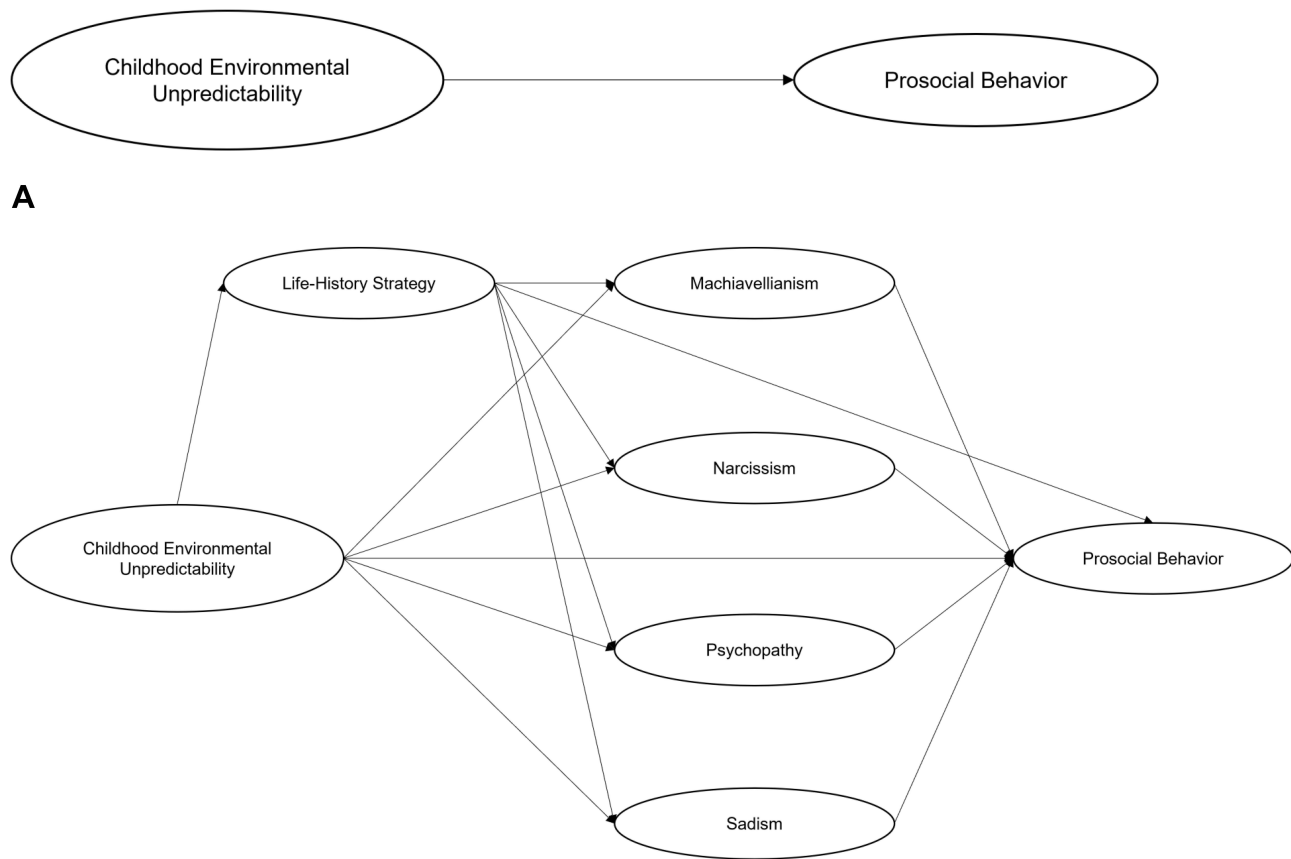 Childhood Environmental
Unpredictability
Prosocial Behavior
A
Life-History Strategy
Machiavellianism
Narcissism
Childhood Environmental
Unpredictability
Prosocial Behavior
Psychopathy
Sadism